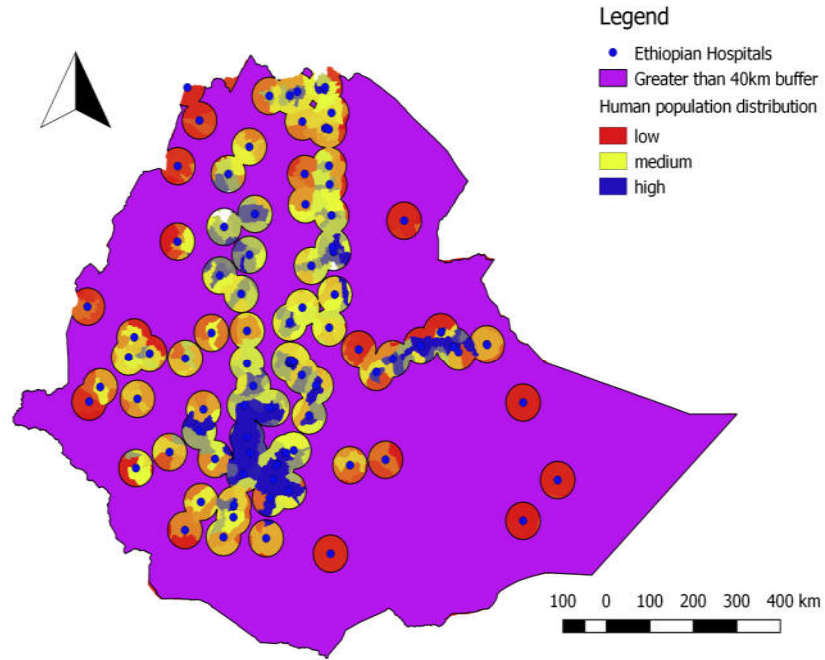 Legend
Ethiopian Hospitals
Greater than 40km buffer
Human population distribution
low
medium
high
100 0 100 200 300 400 km